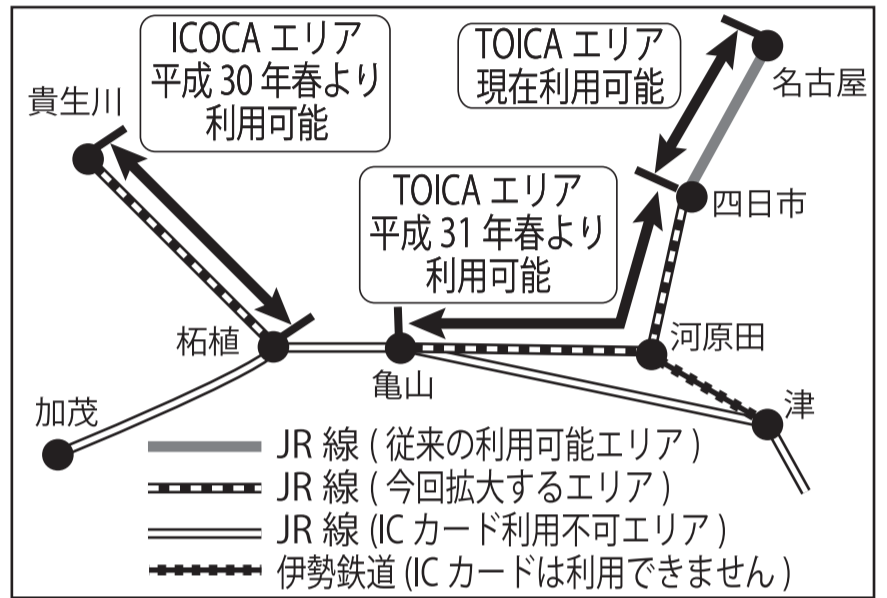 ICOCA エリア
平成 30 年春より
利用可能
TOICA エリア
現在利用可能
名古屋
貴生川
TOICA エリア
平成 31 年春より
利用可能
四日市
柘植
亀山
河原田
加茂
津
JR 線 ( 従来の利用可能エリア )
JR 線 ( 今回拡大するエリア )
JR 線 (IC カード利用不可エリア )
伊勢鉄道 (IC カードは利用できません )